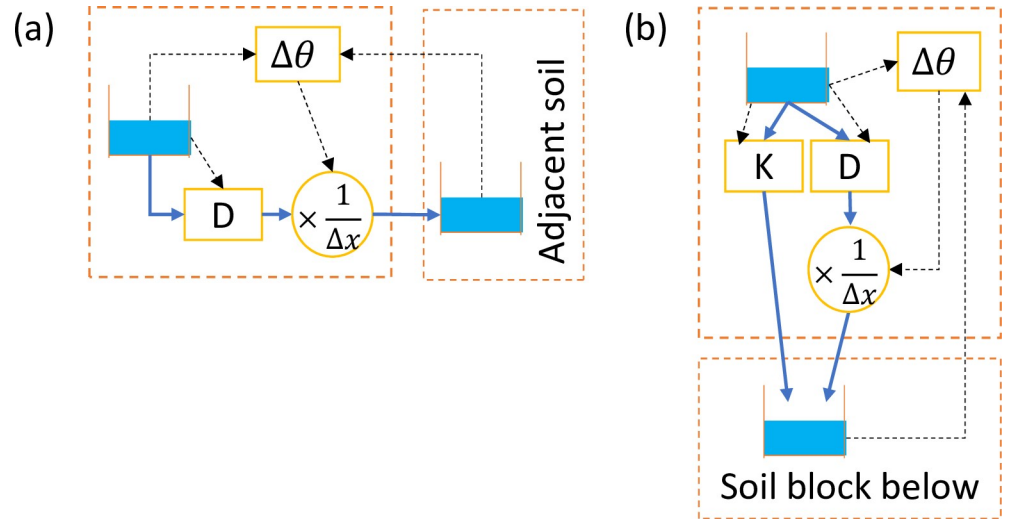 (a)
Δθ
D
× 1/Δx
Adjacent soil
(b)
Δθ
K
D
× 1/Δx
Soil block below